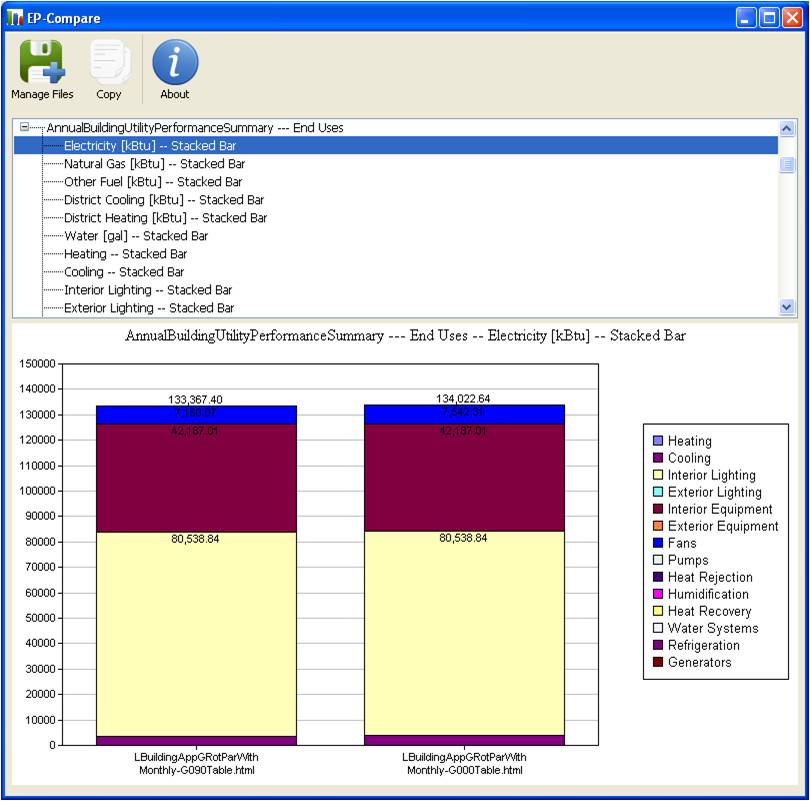 EP-Compare
Manage Files
Copy
About
AnnualBuildingUtilityPerformanceSummary --- End Uses
Electricity [kBtu] -- Stacked Bar
Natural Gas [kBtu] -- Stacked Bar
Other Fuel [kBtu] -- Stacked Bar
District Cooling [kBtu] -- Stacked Bar
District Heating [kBtu] -- Stacked Bar
Water [gal] -- Stacked Bar
Heating -- Stacked Bar
Cooling -- Stacked Bar
Interior Lighting -- Stacked Bar
Exterior Lighting -- Stacked Bar
AnnualBuildingUtilityPerformanceSummary --- End Uses -- Electricity [kBtu] -- Stacked Bar
150000
140000
130000
120000
110000
100000
90000
80000
70000
60000
50000
40000
30000
20000
10000
0
133,367.40
42,187.01
80,538.84
134,022.64
7,542.31
42,187.01
80,538.84
LBuildingAppGRotParWith
Monthly-G090Table.html
LBuildingAppGRotParWith
Monthly-G000Table.html
Heating
Cooling
Interior Lighting
Exterior Lighting
Interior Equipment
Exterior Equipment
Fans
Pumps
Heat Rejection
Humidification
Heat Recovery
Water Systems
Refrigeration
Generators